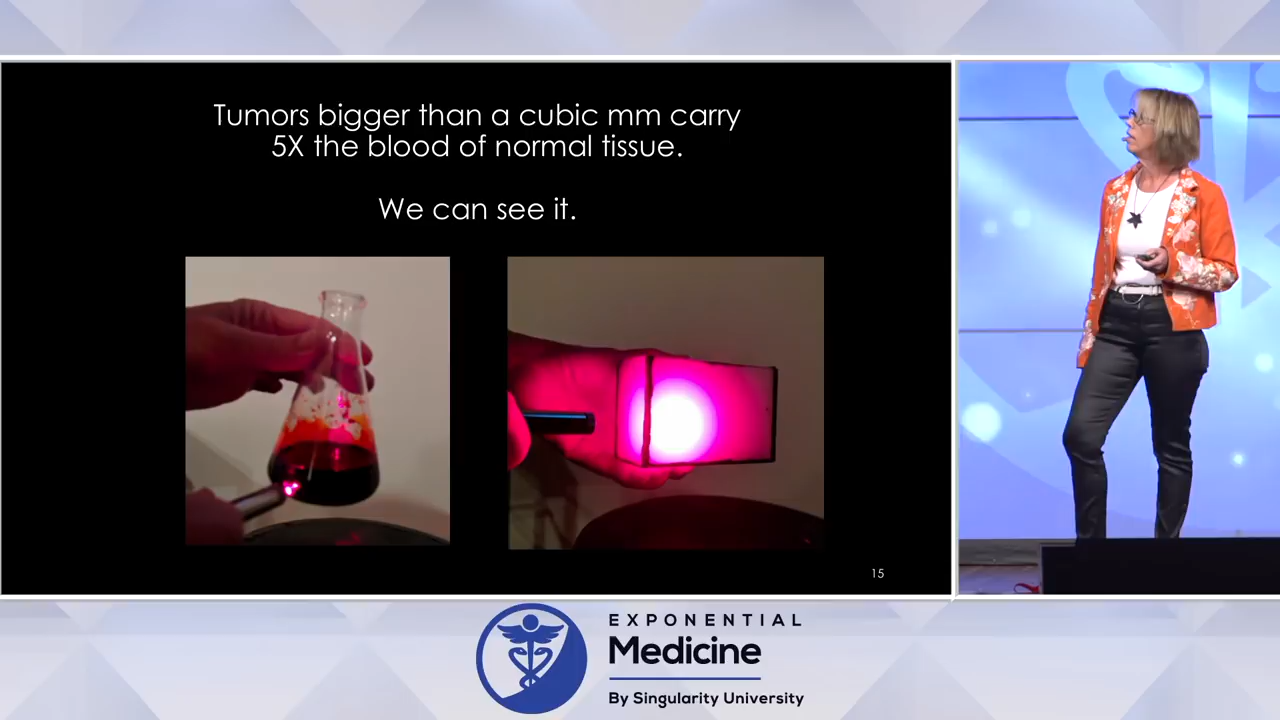 Tumors bigger than a cubic mm carry
5X the blood of normal tissue.
We can see it.
15
EXPONENTIAL
Medicine
By Singularity University